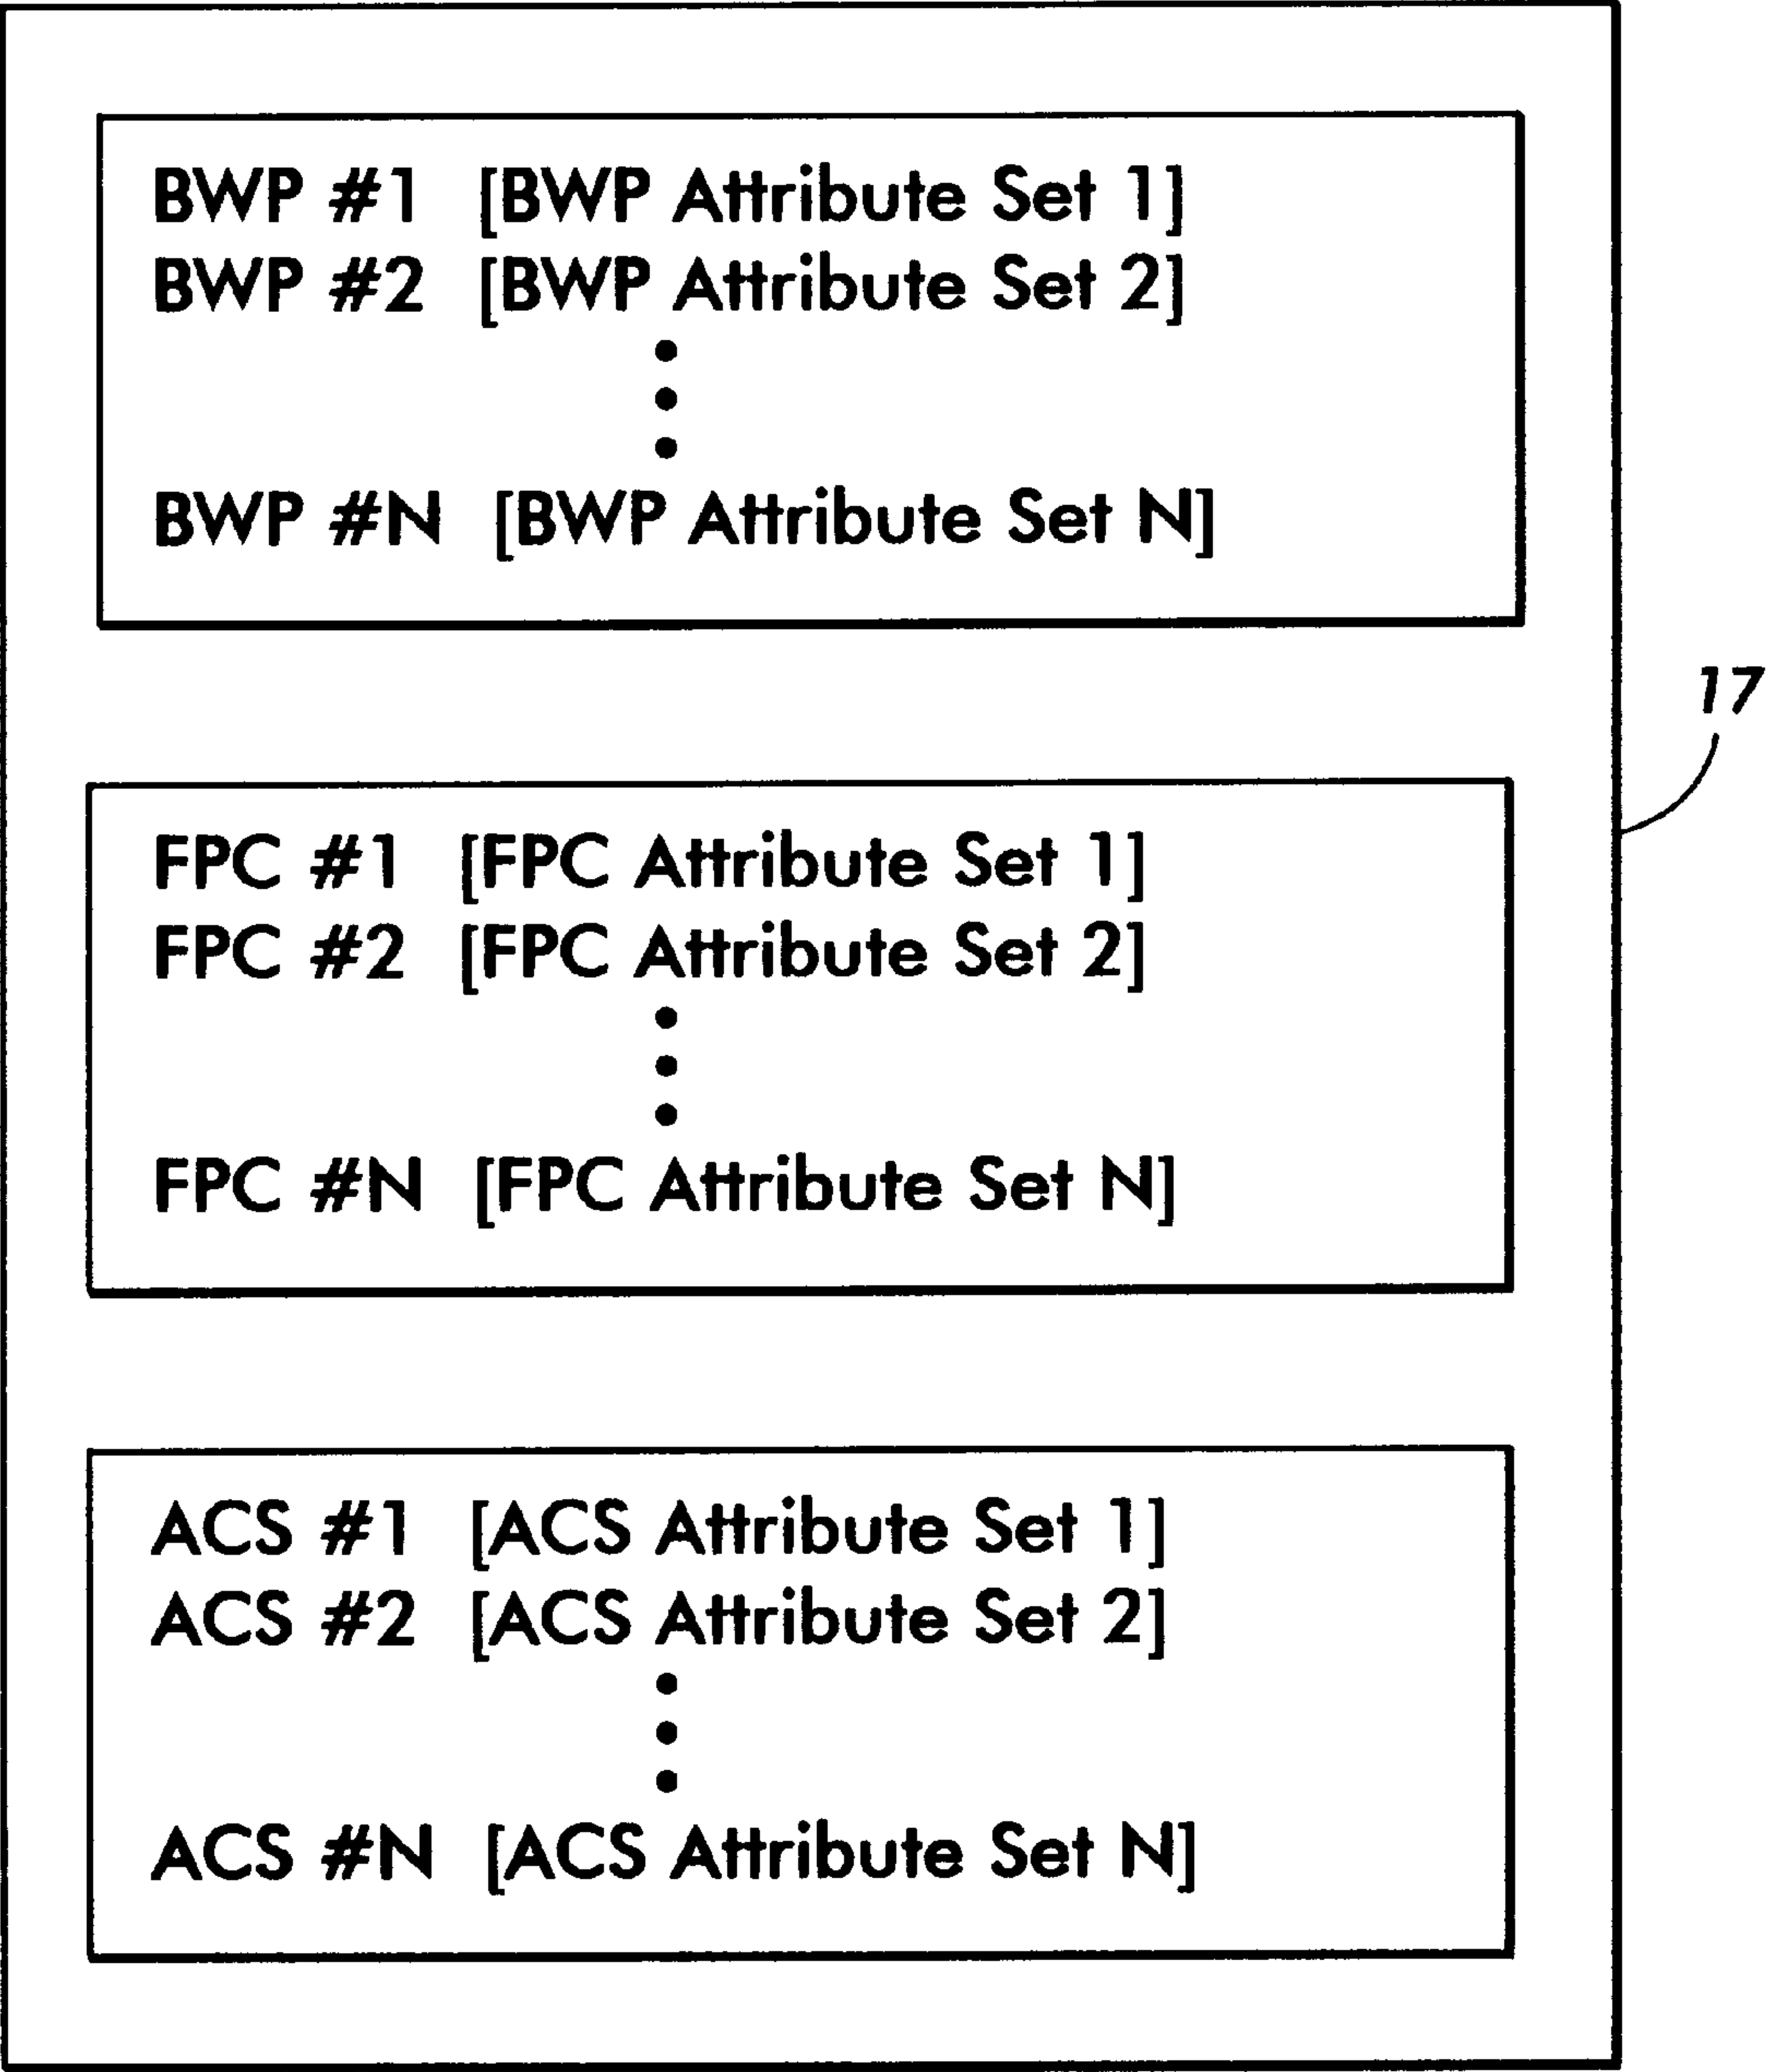 BWP #1 [BWP Attribute Set 1]
BWP #2 [BWP Attribute Set 2]
BWP #N [BWP Attribute Set N]
17
FPC #1 [FPC Attribute Set 1]
FPC #2 [FPC Attribute Set 2]
FPC #N [FPC Attribute Set N]
ACS #1 [ACS Attribute Set 1]
ACS #2 [ACS Attribute Set 2]
ACS #N [ACS Attribute Set N]